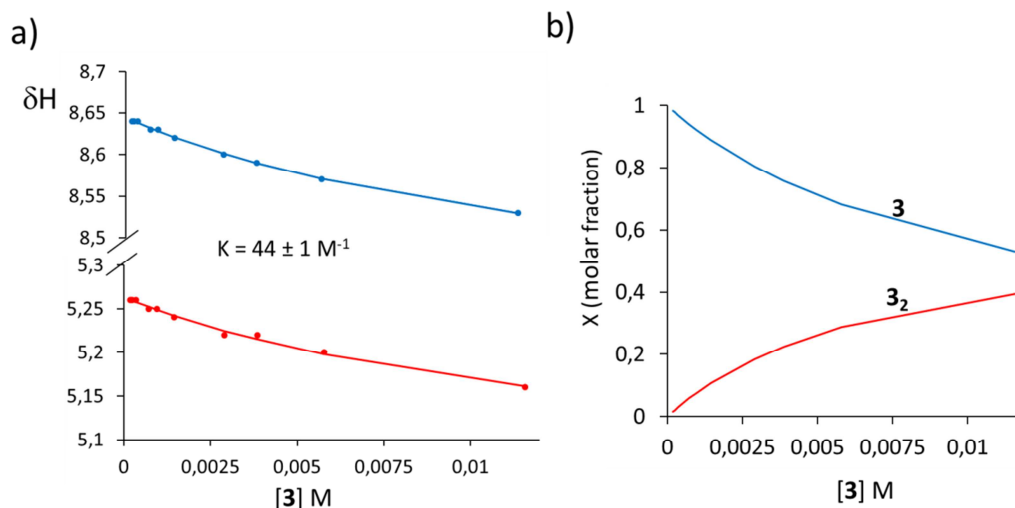 a)
δH
8,7
8,65
8,6
8,55
8,5
K = 44 ± 1 M-1
5,3
5,25
5,2
5,15
5,1
0 0,0025 0,005 0,0075 0,01
[3] M
b)
X (molar fraction)
1
0,8
0,6
0,4
0,2
0
3
32
0 0,0025 0,005 0,0075 0,01
[3] M